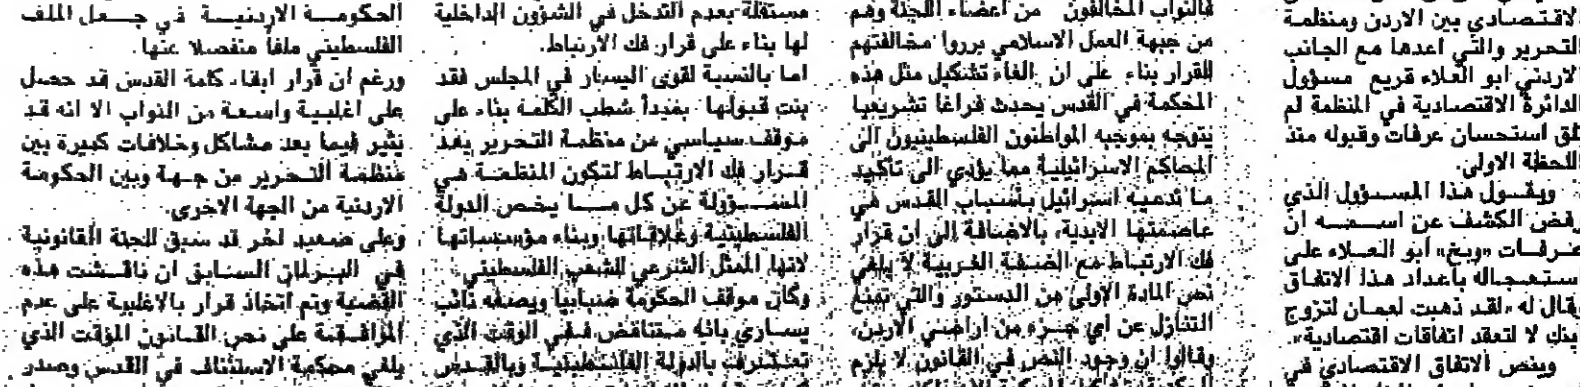 الاقتصادي بين الاردن ومنظمة
التحرير والتي اعدها مع الجانب
الاردني ابو العلاء قريع مسؤول
الدائرة الاقتصادية في المنظمة لم
تلق استحسان عرفات وقبوله منذ
اللحظة الاولى.
ويقول هذا المسؤول الذي
رفض الكشف عن اسمه ان
عرفات «وبخ» ابو العلاء على
استعجاله باعداد هذا الاتفاق
وقال له «لقد ذهبت لعمان لتزوج
ابنك لا لتعقد اتفاقات اقتصادية».
وينص الاتفاق الاقتصادي في
فالنواب المخالفون من اعضاء اللجنة وهم
من جبهة العمل الاسلامي برروا مخالفتهم
للقرار بناء على ان الغاء تشكيل مثل هذه
المحكمة في القدس يحدث فراغا تشريعيا
يتوجه بموجبه المواطنون الفلسطينيون الى
المحاكم الاسرائيلية مما يؤدي الى تأكيد
ما تدعيه اسرائيل بأسباب القدس هي
عاصمتها الابدية، بالاضافة إلى ان قرار
فك الارتباط مع الضفة الغربية لا يلغي
نص المادة الاولى من الدستور والتي تمنع
التنازل عن اي جزء من اراضي الاردن،
وقالوا ان وجود النص في القانون لا يلزم
مستقلة بعدم التدخل في الشؤون الداخلية
لها بناء على قرار فك الارتباط.
اما بالنسبة لقوى اليسار في المجلس فقد
بنت قبولها بمبدأ شطب الكلمة بناء على
موقف سياسي من منظمة التحرير بعد
قرار فك الارتباط لتكون المنظمة هي
المسؤولة عن كل ما يخص الدولة
الفلسطينية وعلاقاتها وبناء مؤسساتها
لانها الممثل الشرعي للشعب الفلسطيني.
وكان موقف الحكومة ضبابيا ويصفه نائب
يساري بانه متناقض ففي الوقت الذي
تعترف بالدولة الفلسطينية وبالقدس
الحكومة الاردنية في جعل الملف
الفلسطيني ملفا منفصلا عنها.
ورغم ان قرار ابقاء كلمة القدس قد حصل
على اغلبية واسعة من النواب الا انه قد
يثير فيما بعد مشاكل وخلافات كبيرة بين
منظمة التحرير من جهة وبين الحكومة
الاردنية من الجهة الاخرى.
وعلى صعيد اخر قد سبق للجنة القانونية
في البرلمان السابق ان ناقشت هذه
القضية وتم اتخاذ قرار بالاغلبية على عدم
الموافقة على نص القانون المؤقت الذي
يلغي محكمة الاستئناف في القدس وصدر